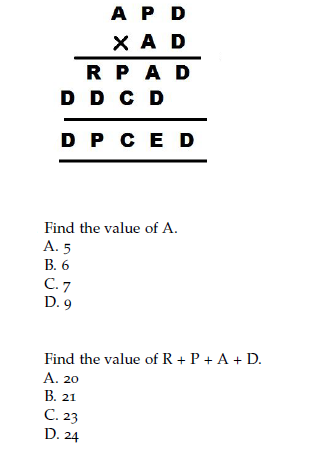 A P D
× A D
R P A D
D D C D
D P C E D
Find the value of A.
A. 5
B. 6
C. 7
D. 9
Find the value of R + P + A + D.
A. 20
B. 21
C. 23
D. 24